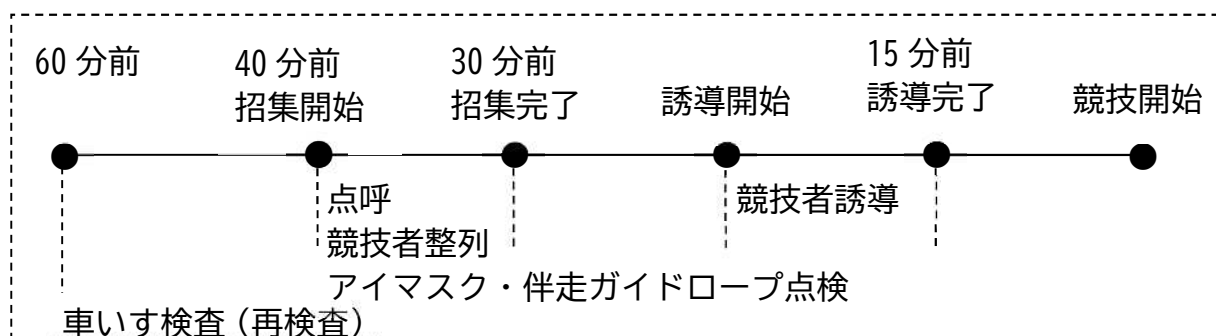 60 分前
40 分前
招集開始
30 分前
招集完了
誘導開始
15 分前
誘導完了
競技開始
点呼
競技者整列
アイマスク・伴走ガイドロープ点検
競技者誘導
車いす検査（再検査）